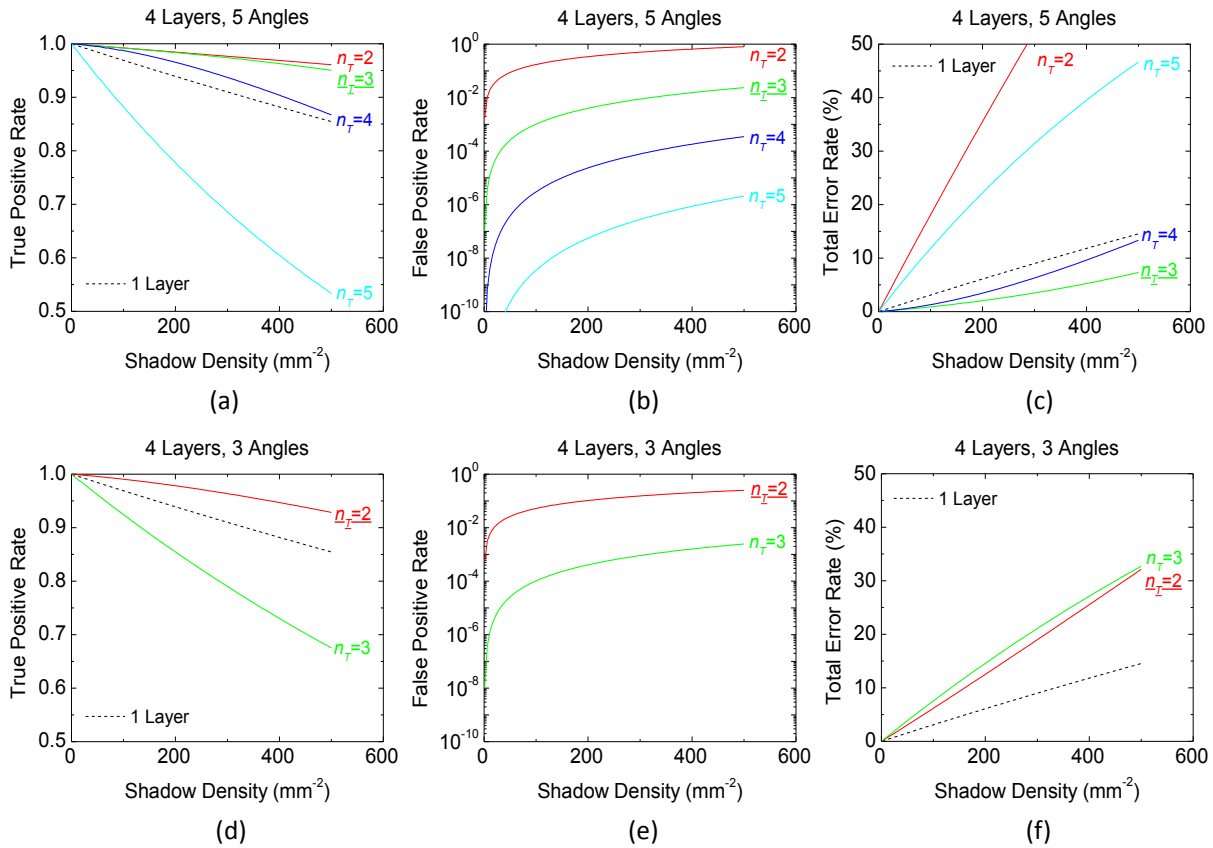 4 Layers, 5 Angles
1.0
0.9
0.8
0.7
0.6
0.5
True Positive Rate
n_T=2
n_T=3
n_T=4
n_T=5
1 Layer
0 200 400 600
Shadow Density (mm⁻²)
(a)
4 Layers, 5 Angles
10⁰
10⁻²
10⁻⁴
10⁻⁶
10⁻⁸
10⁻¹⁰
False Positive Rate
n_T=2
n_T=3
n_T=4
n_T=5
0 200 400 600
Shadow Density (mm⁻²)
(b)
4 Layers, 5 Angles
50
40
30
20
10
0
Total Error Rate (%)
1 Layer
n_T=2
n_T=5
n_T=4
n_T=3
0 200 400 600
Shadow Density (mm⁻²)
(c)
4 Layers, 3 Angles
1.0
0.9
0.8
0.7
0.6
0.5
True Positive Rate
n_T=2
n_T=3
1 Layer
0 200 400 600
Shadow Density (mm⁻²)
(d)
4 Layers, 3 Angles
10⁰
10⁻²
10⁻⁴
10⁻⁶
10⁻⁸
10⁻¹⁰
False Positive Rate
n_T=2
n_T=3
0 200 400 600
Shadow Density (mm⁻²)
(e)
4 Layers, 3 Angles
50
40
30
20
10
0
Total Error Rate (%)
1 Layer
n_T=3
n_T=2
0 200 400 600
Shadow Density (mm⁻²)
(f)